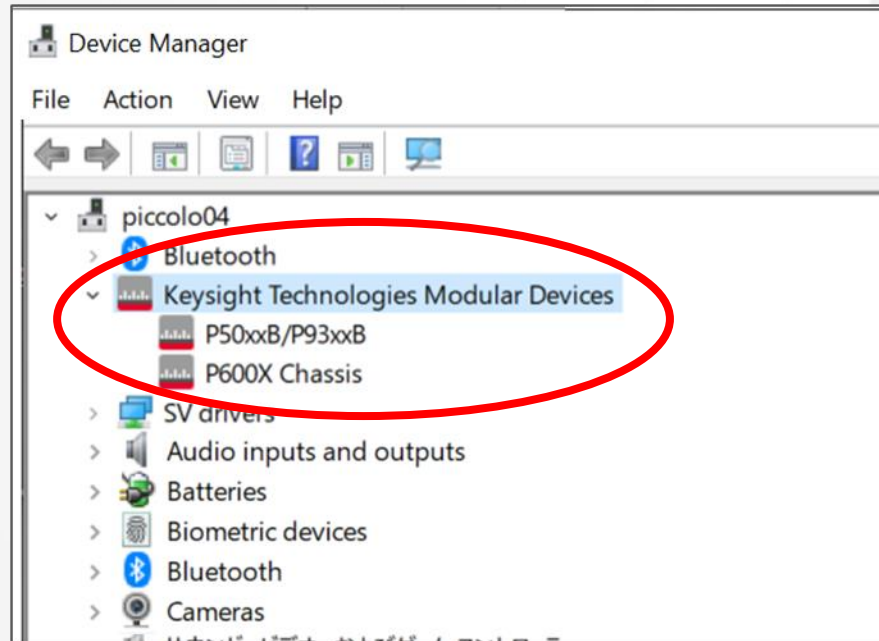 Device Manager
File Action View Help
piccolo04
Bluetooth
Keysight Technologies Modular Devices
P50xxB/P93xxB
P600X Chassis
SV drivers
Audio inputs and outputs
Batteries
Biometric devices
Bluetooth
Cameras